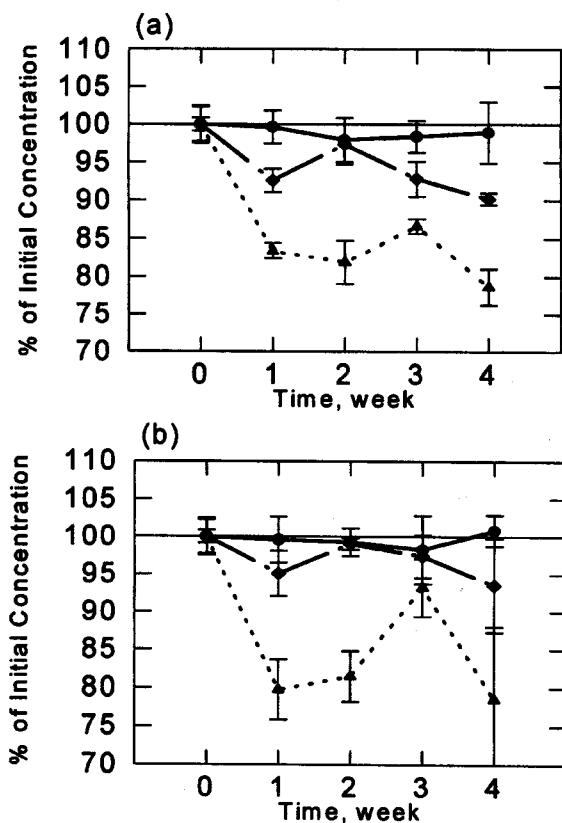 (a)
% of Initial Concentration
110
105
100
95
90
85
80
75
70
0 1 2 3 4
Time, week
(b)
% of Initial Concentration
110
105
100
95
90
85
80
75
70
0 1 2 3 4
Time, week